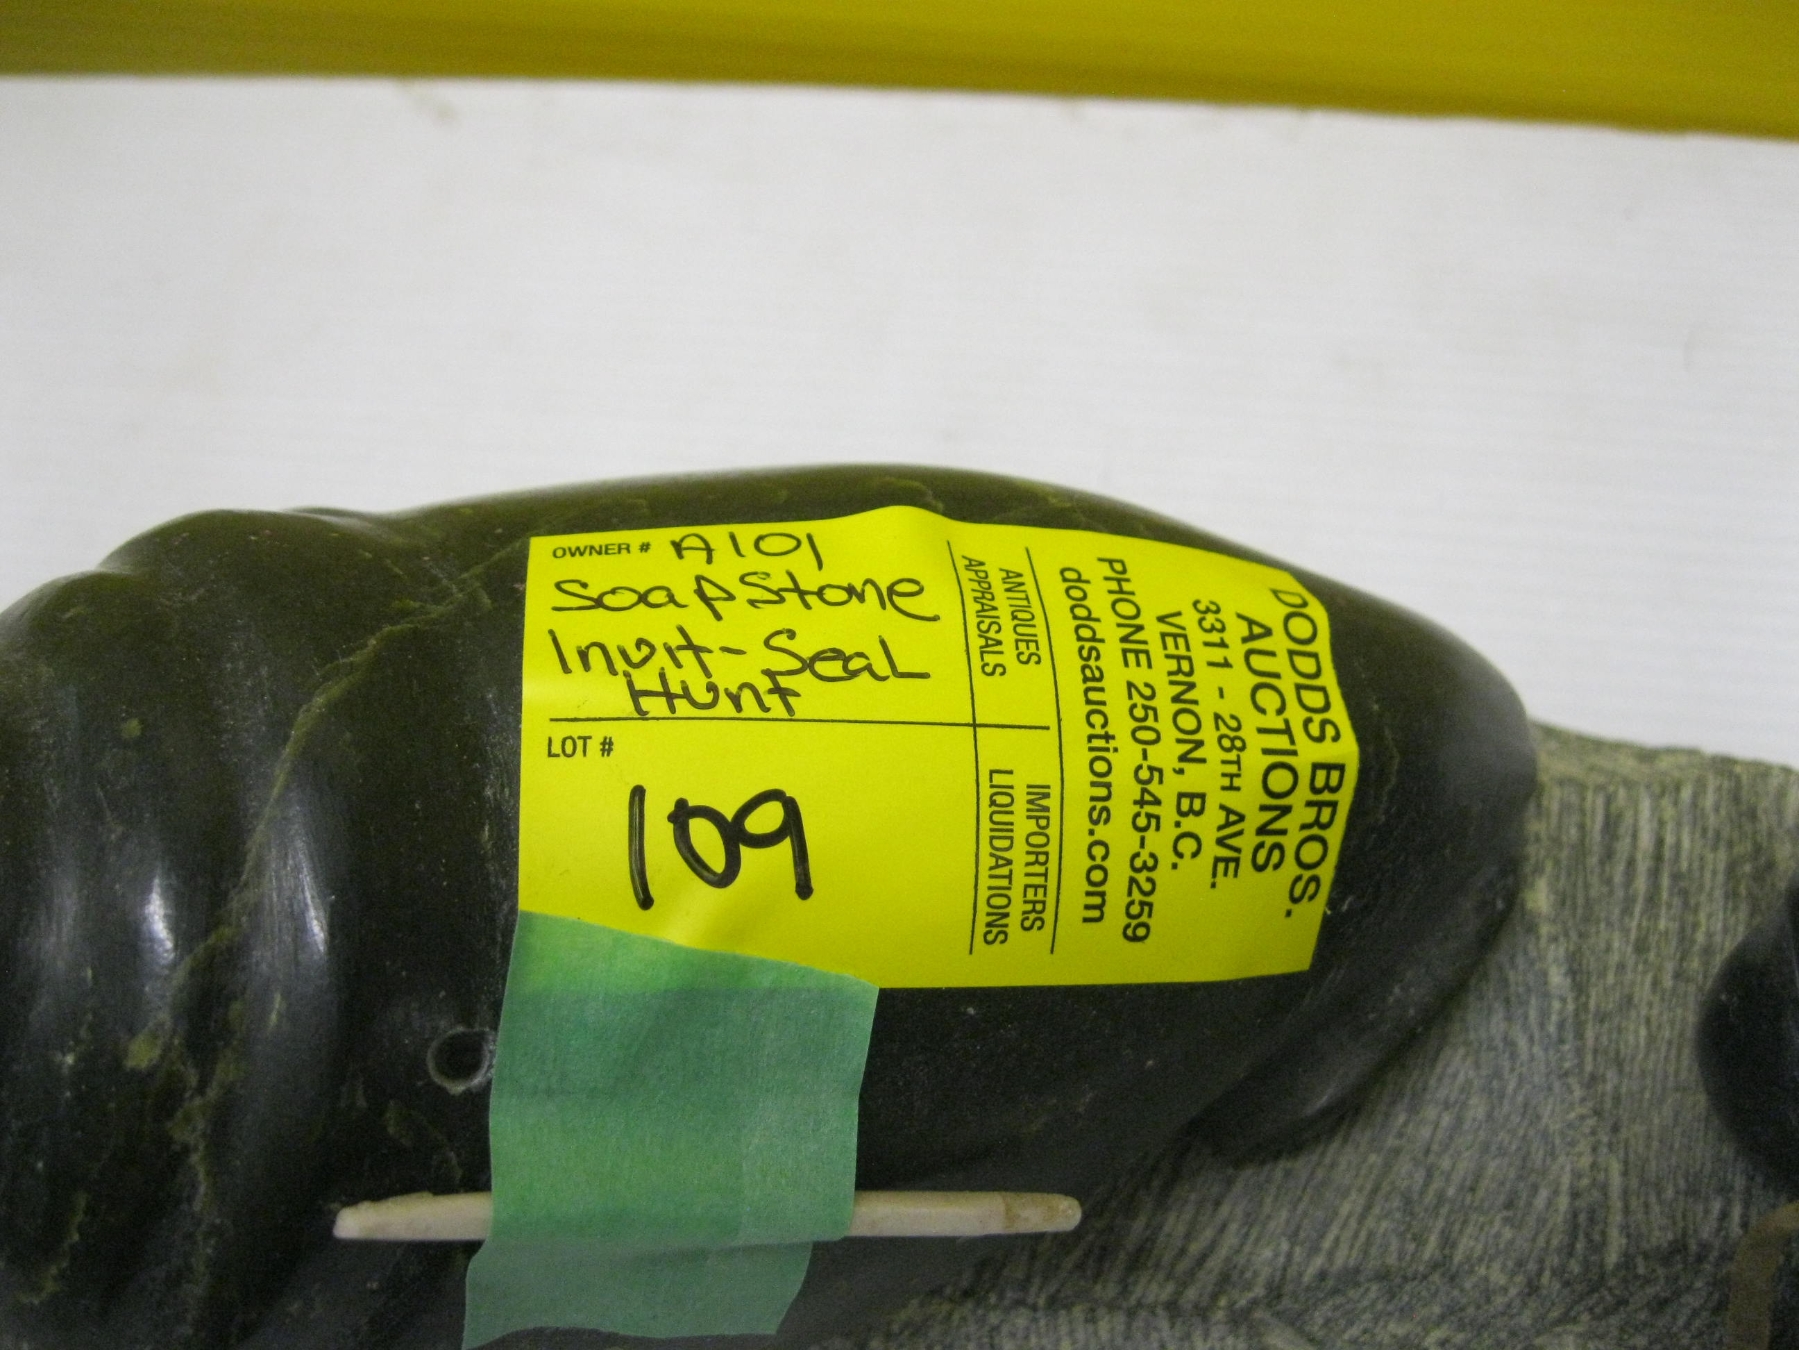 OWNER # A101
SoapStone
Inuit-Seal
Hunt
LOT #
109
ANTIQUES
APPRAISALS
IMPORTERS
LIQUIDATIONS
DODDS BROS.
AUCTIONS
3311 - 28TH AVE.
VERNON, B.C.
PHONE 250-545-3259
doddsauctions.com